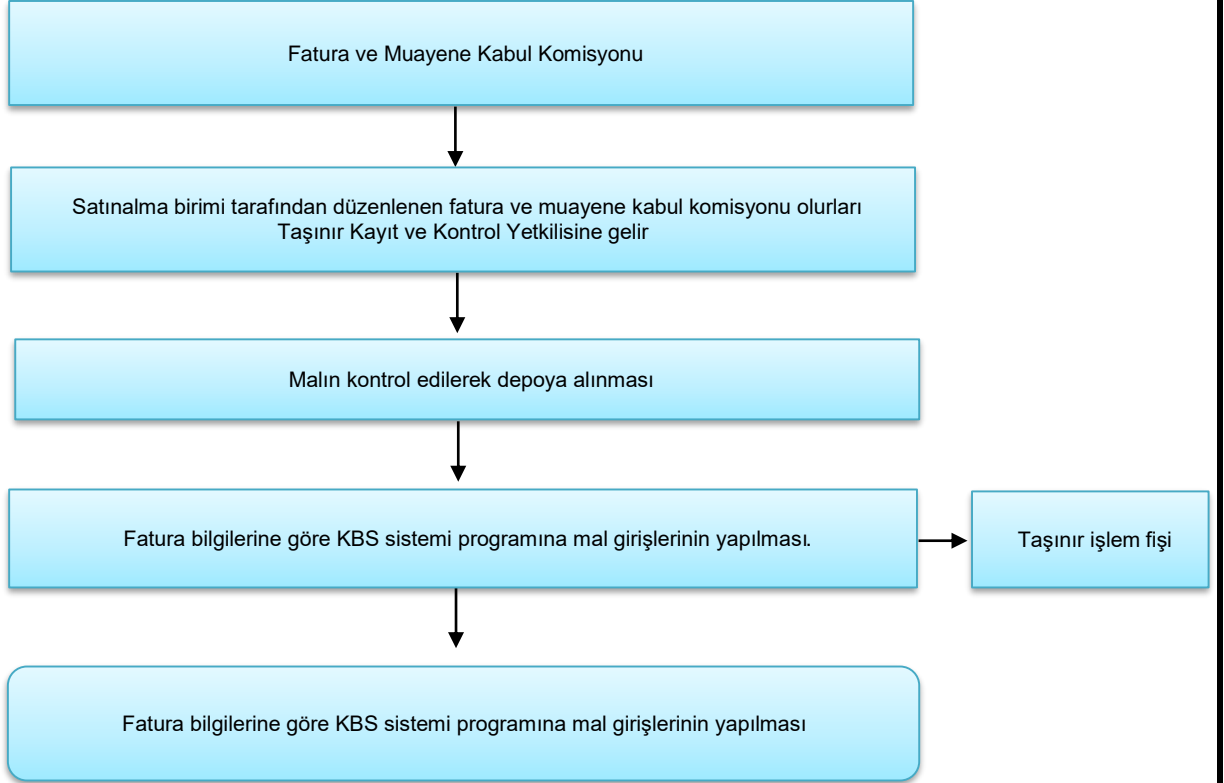 Fatura ve Muayene Kabul Komisyonu
Satınalma birimi tarafından düzenlenen fatura ve muayene kabul komisyonu olurları
Taşınır Kayıt ve Kontrol Yetkilisine gelir
Malın kontrol edilerek depoya alınması
Fatura bilgilerine göre KBS sistemi programına mal girişlerinin yapılması.
Taşınır işlem fişi
Fatura bilgilerine göre KBS sistemi programına mal girişlerinin yapılması